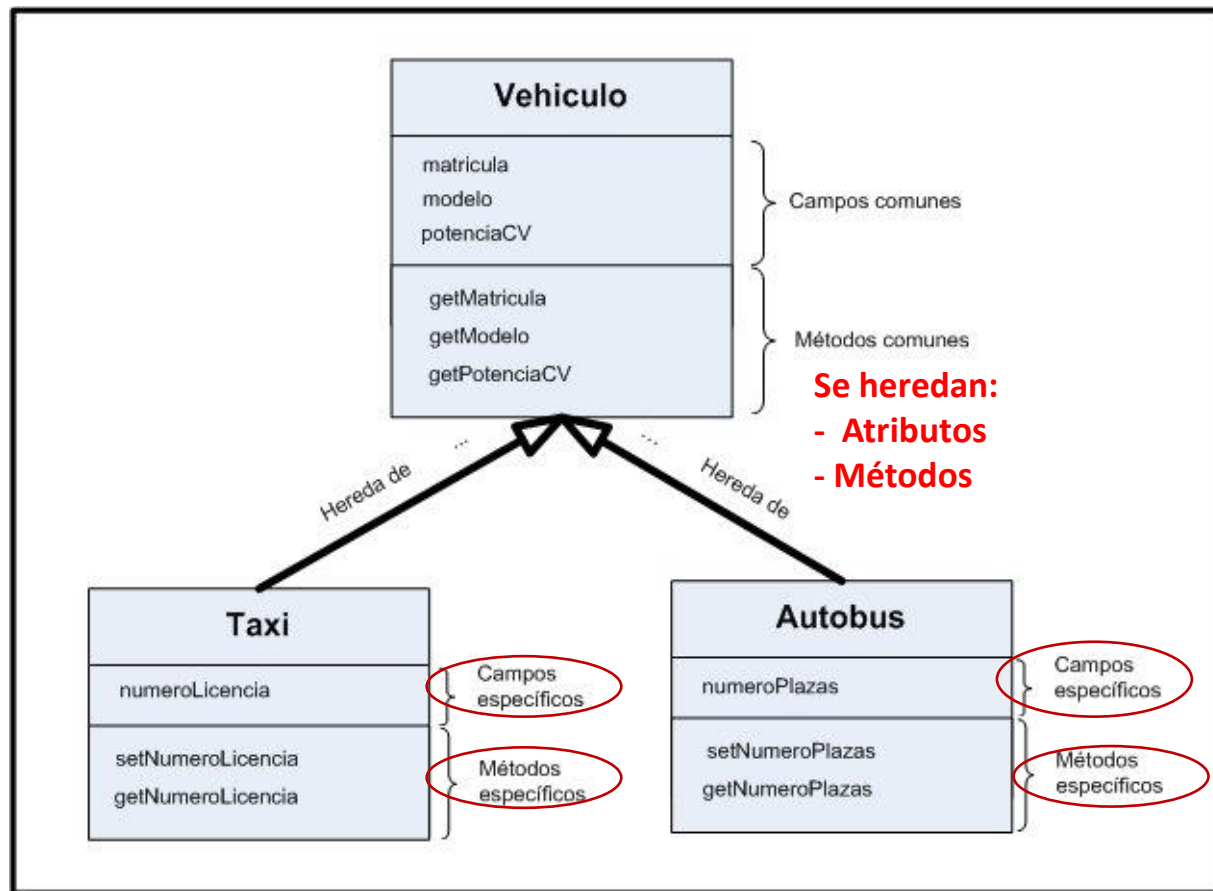 Vehiculo
matricula
modelo
potenciaCV
Campos comunes
getMatricula
getModelo
getPotenciaCV
Métodos comunes
Se heredan:
- Atributos
- Métodos
...
...
Hereda de
Hereda de
Taxi
numeroLicencia
Campos
específicos
setNumeroLicencia
getNumeroLicencia
Métodos
específicos
Autobus
numeroPlazas
Campos
específicos
setNumeroPlazas
getNumeroPlazas
Métodos
específicos